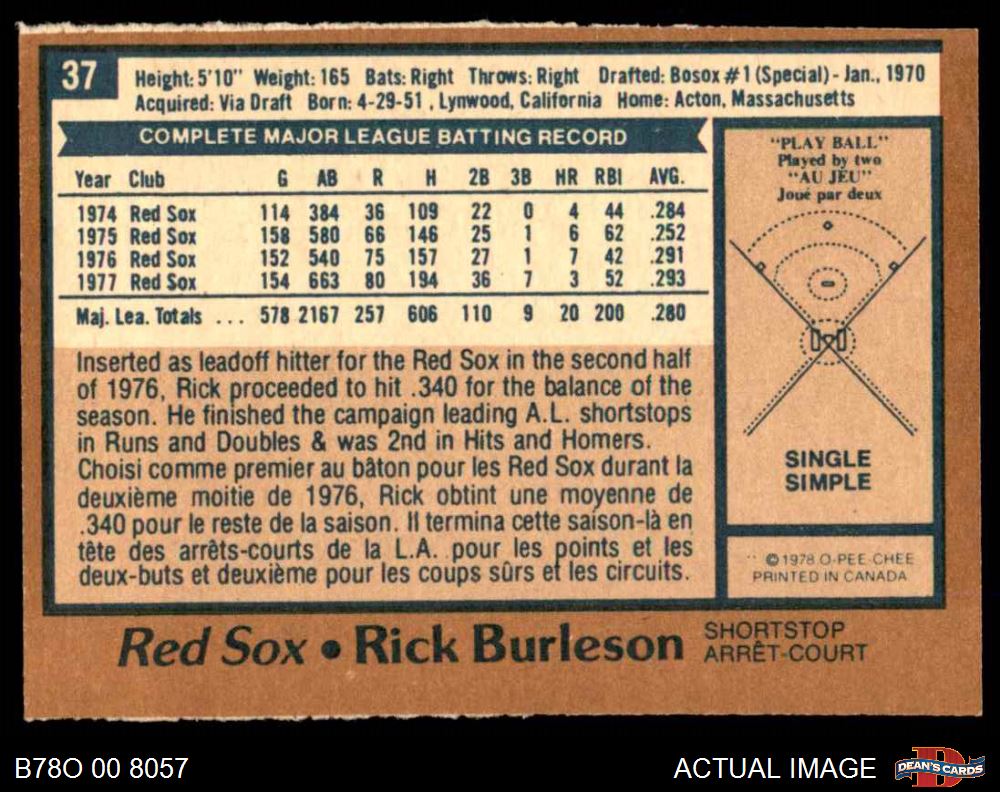 37
Height: 5'10" Weight: 165 Bats: Right Throws: Right Drafted: Bosox #1 (Special) - Jan., 1970
Acquired: Via Draft Born: 4-29-51 , Lynwood, California Home: Acton, Massachusetts
COMPLETE MAJOR LEAGUE BATTING RECORD
Year Club G AB R H 2B 3B HR RBI AVG.
1974 Red Sox 114 384 36 109 22 0 4 44 .284
1975 Red Sox 158 580 66 146 25 1 6 62 .252
1976 Red Sox 152 540 75 157 27 1 7 42 .291
1977 Red Sox 154 663 80 194 36 7 3 52 .293
Maj. Lea. Totals ... 578 2167 257 606 110 9 20 200 .280
Inserted as leadoff hitter for the Red Sox in the second half
of 1976, Rick proceeded to hit .340 for the balance of the
season. He finished the campaign leading A.L. shortstops
in Runs and Doubles & was 2nd in Hits and Homers.
Choisi comme premier au bâton pour les Red Sox durant la
deuxième moitie de 1976, Rick obtint une moyenne de
.340 pour le reste de la saison. Il termina cette saison-là en
tête des arrêts-courts de la L.A. pour les points et les
deux-buts et deuxième pour les coups sûrs et les circuits.
"PLAY BALL"
Played by two
"AU JEU"
Joué par deux
SINGLE
SIMPLE
©1978 O-PEE-CHEE
PRINTED IN CANADA
Red Sox • Rick Burleson
SHORTSTOP
ARRÊT-COURT
B78O 00 8057
ACTUAL IMAGE
DEAN'S CARDS